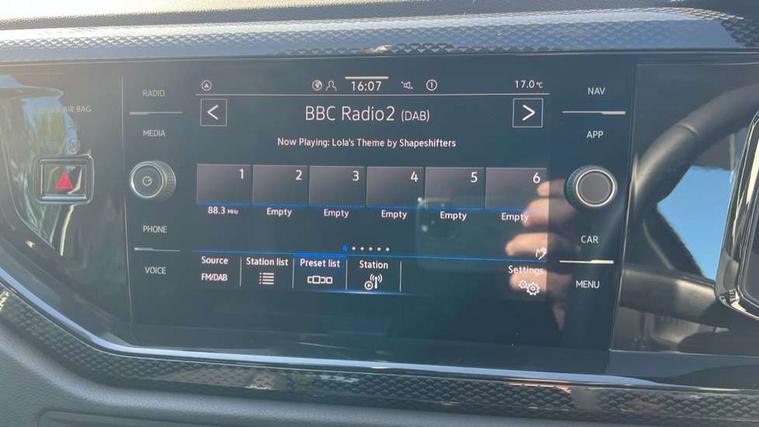 16:07
17.0°C
RADIO
NAV
BBC Radio2 (DAB)
AIR BAG
MEDIA
APP
Now Playing: Lola's Theme by Shapeshifters
1 2 3 4 5 6
88.3 MHz Empty Empty Empty Empty Empty
PHONE
CAR
Source Station list Preset list Station Settings
FM/DAB
VOICE
MENU